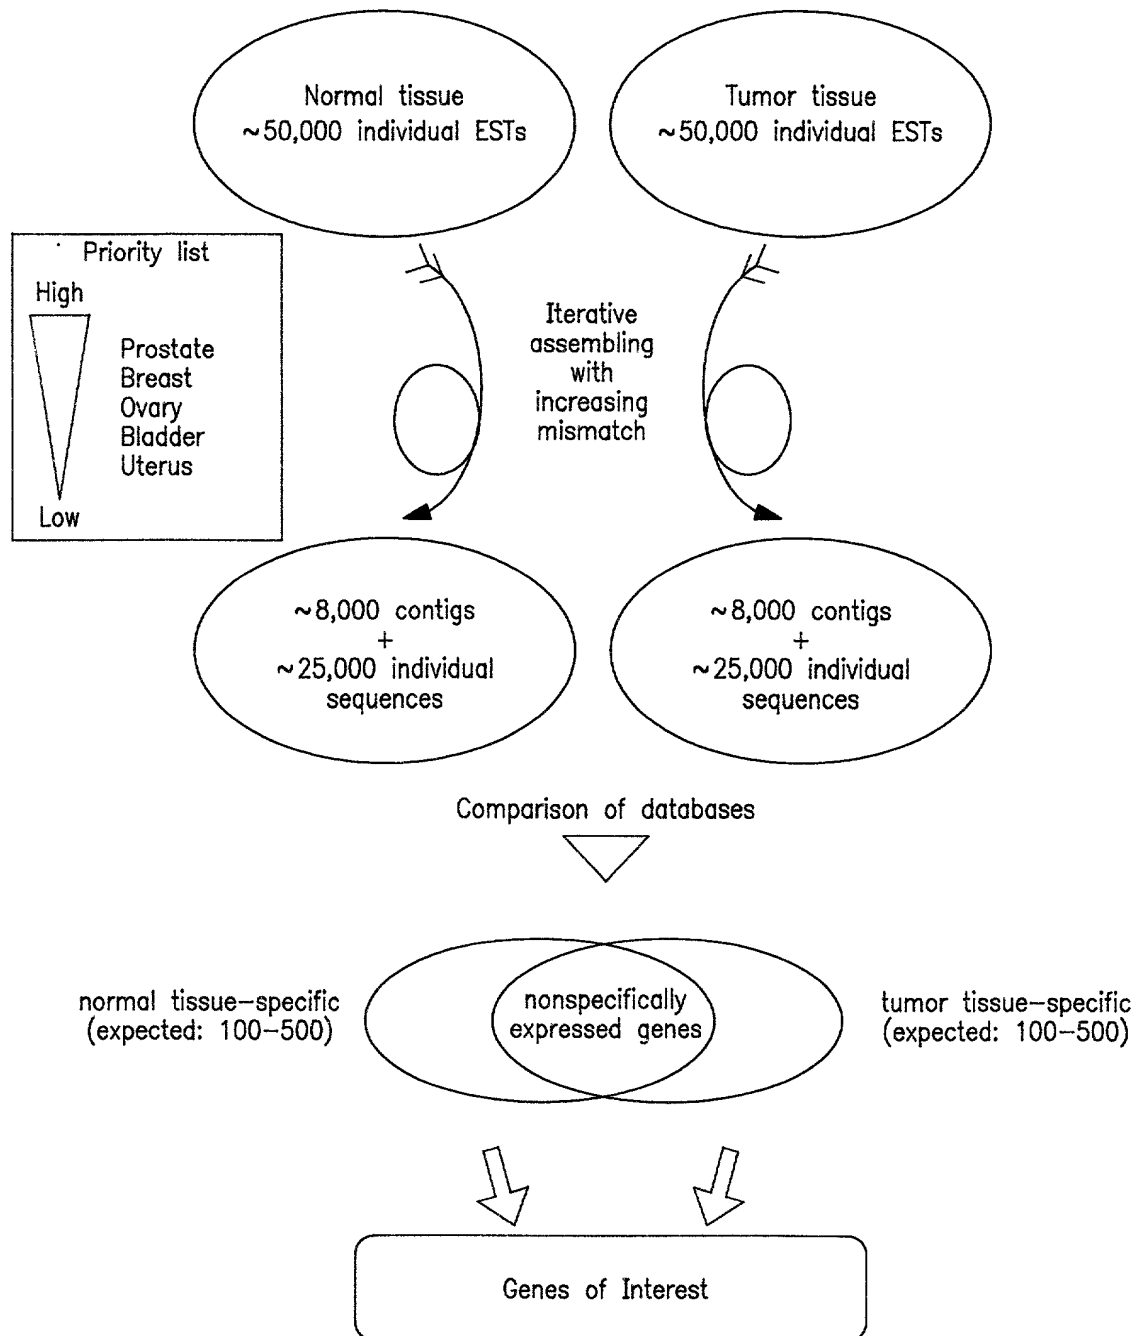 Normal tissue
~50,000 individual ESTs
Tumor tissue
~50,000 individual ESTs
Priority list
High
Prostate
Breast
Ovary
Bladder
Uterus
Low
Iterative
assembling
with
increasing
mismatch
~8,000 contigs
+
~25,000 individual
sequences
~8,000 contigs
+
~25,000 individual
sequences
Comparison of databases
normal tissue-specific
(expected: 100-500)
nonspecifically
expressed genes
tumor tissue-specific
(expected: 100-500)
Genes of Interest